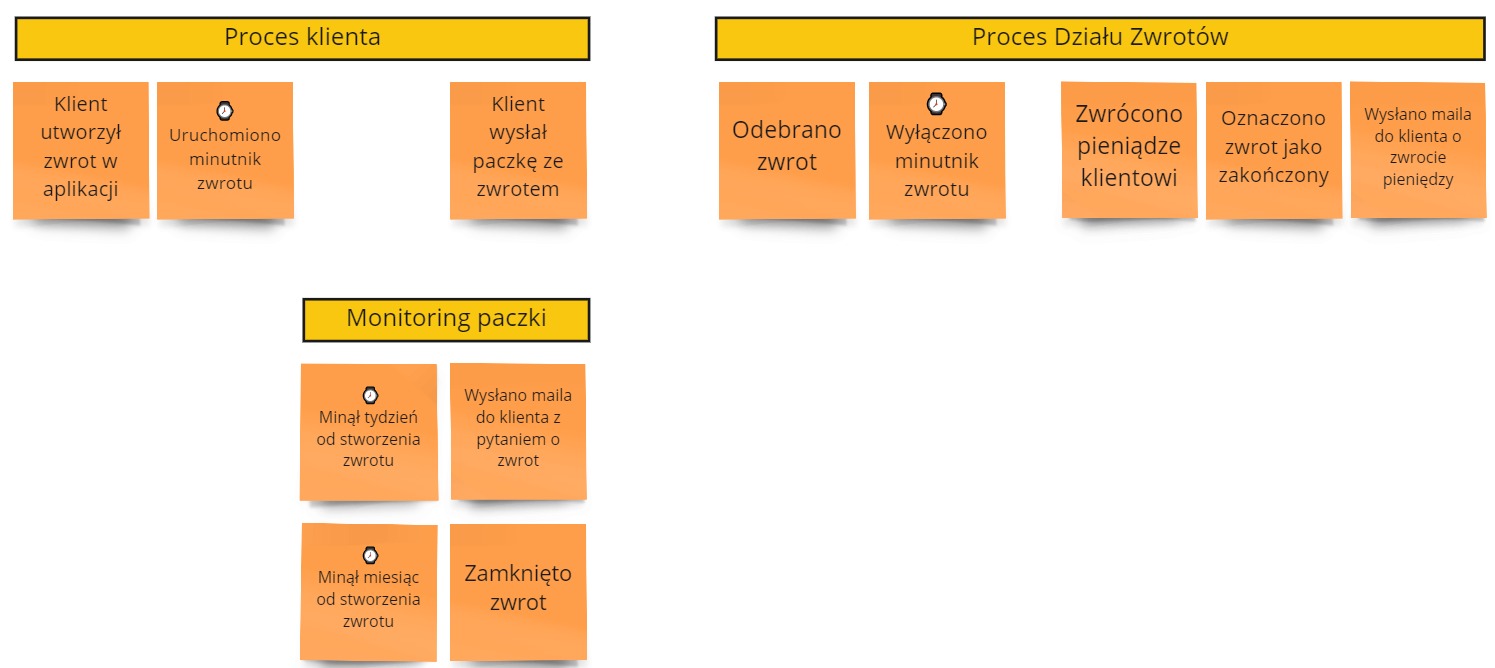 Proces klienta
Klient
utworzył
zwrot w
aplikacji
Uruchomiono
minutnik
zwrotu
Klient
wysłał
paczkę ze
zwrotem
Proces Działu Zwrotów
Odebrano
zwrot
Wyłączono
minutnik
zwrotu
Zwrócono
pieniądze
klientowi
Oznaczono
zwrot jako
zakończony
Wysłano maila
do klienta o
zwrocie
pieniędzy
Monitoring paczki
Minął tydzień
od stworzenia
zwrotu
Wysłano maila
do klienta z
pytaniem o
zwrot
Minął miesiąc
od stworzenia
zwrotu
Zamknięto
zwrot